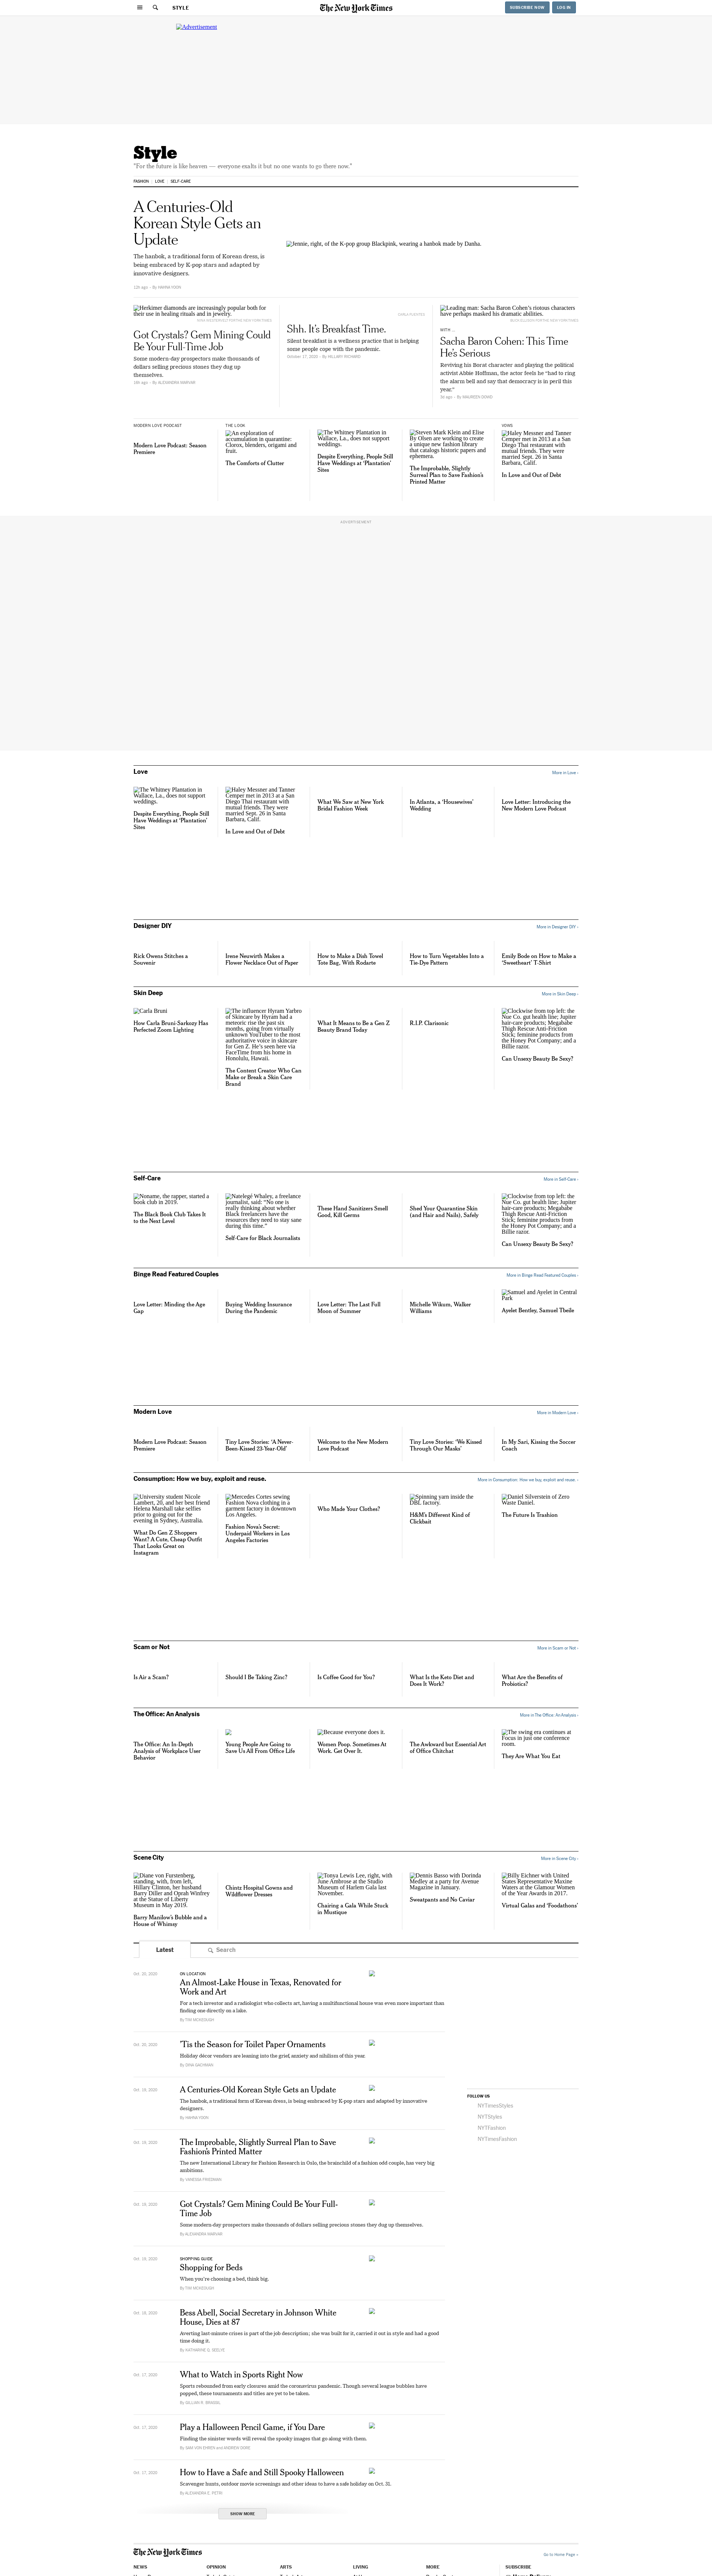 STYLE
The New York Times
SUBSCRIBE NOW
LOG IN
Advertisement
Style
"For the future is like heaven — everyone exalts it but no one wants to go there now."
FASHION
LOVE
SELF-CARE
A Centuries-Old
Korean Style Gets an
Update
The hanbok, a traditional form of Korean dress, is
being embraced by K-pop stars and adapted by
innovative designers.
Jennie, right, of the K-pop group Blackpink, wearing a hanbok made by Danha.
Herkimer diamonds are increasingly popular both for
their use in healing rituals and in jewelry.
Got Crystals? Gem Mining Could
Be Your Full-Time Job
Some modern-day prospectors make thousands of
dollars selling precious stones they dug up
themselves.
Shh. It's Breakfast Time.
Silent breakfast is a wellness practice that is helping
some people cope with the pandemic.
October 17, 2020
Leading man: Sacha Baron Cohen's riotous characters
have perhaps masked his dramatic abilities.
WITH ...
Sacha Baron Cohen: This Time
He's Serious
Reviving his Borat character and playing the political
activist Abbie Hoffman, the actor feels he "had to ring
the alarm bell and say that democracy is in peril this
year."
3d ago - By MAUREEN DOWD
MODERN LOVE PODCAST
Modern Love Podcast: Season
Premiere
THE LOOK
An exploration of
accumulation in quarantine:
Clorox, blenders, origami and
fruit.
The Comforts of Clutter
The Whitney Plantation in
Wallace, La., does not support
weddings.
Despite Everything, People Still
Have Weddings at 'Plantation'
Sites
Steven Mark Klein and Elise
By Olsen are working to create
a unique new fashion library
that catalogs historic papers and
ephemera.
The Improbable, Slightly
Surreal Plan to Save Fashion's
Printed Matter
VOWS
Haley Messner and Tanner
Cemper met in 2013 at a San
Diego Thai restaurant with
mutual friends. They were
married Sept. 26 in Santa
Barbara, Calif.
In Love and Out of Debt
ADVERTISEMENT
Love
More in Love ›
The Whitney Plantation in
Wallace, La., does not support
weddings.
Despite Everything, People Still
Have Weddings at 'Plantation'
Sites
Haley Messner and Tanner
Cemper met in 2013 at a San
Diego Thai restaurant with
mutual friends. They were
married Sept. 26 in Santa
Barbara, Calif.
In Love and Out of Debt
What We Saw at New York
Bridal Fashion Week
In Atlanta, a 'Housewives'
Wedding
Love Letter: Introducing the
New Modern Love Podcast
Designer DIY
More in Designer DIY ›
Rick Owens Stitches a
Souvenir
Irene Neuwirth Makes a
Flower Necklace Out of Paper
How to Make a Dish Towel
Tote Bag, With Rodarte
How to Turn Vegetables Into a
Tie-Dye Pattern
Emily Bode on How to Make a
'Sweetheart' T-Shirt
Skin Deep
More in Skin Deep ›
Carla Bruni
How Carla Bruni-Sarkozy Has
Perfected Zoom Lighting
The influencer Hyram Yarbro
of Skincare by Hyram had a
meteoric rise the past six
months, going from virtually
unknown YouTuber to the most
authoritative voice in skincare
for Gen Z. He's seen here via
FaceTime from his home in
Honolulu, Hawaii.
The Content Creator Who Can
Make or Break a Skin Care
Brand
What It Means to Be a Gen Z
Beauty Brand Today
R.I.P. Clarisonic
Clockwise from top left: the
Nue Co. gut health line; Jupiter
hair-care products; Megababe
Thigh Rescue Anti-Friction
Stick; feminine products from
the Honey Pot Company; and a
Billie razor.
Can Unsexy Beauty Be Sexy?
Self-Care
More in Self-Care ›
Noname, the rapper, started a
book club in 2019.
The Black Book Club Takes It
to the Next Level
Natelegé Whaley, a freelance
journalist, said: "No one is
really thinking about whether
Black freelancers have the
resources they need to stay sane
during this time."
Self-Care for Black Journalists
These Hand Sanitizers Smell
Good, Kill Germs
Shed Your Quarantine Skin
(and Hair and Nails), Safely
Clockwise from top left: the
Nue Co. gut health line; Jupiter
hair-care products; Megababe
Thigh Rescue Anti-Friction
Stick; feminine products from
the Honey Pot Company; and a
Billie razor.
Can Unsexy Beauty Be Sexy?
Binge Read Featured Couples
More in Binge Read Featured Couples ›
Love Letter: Minding the Age
Gap
Buying Wedding Insurance
During the Pandemic
Love Letter: The Last Full
Moon of Summer
Michelle Wikum, Walker
Williams
Samuel and Ayelet in Central
Park
Ayelet Bentley, Samuel Theile
Modern Love
More in Modern Love ›
Modern Love Podcast: Season
Premiere
Tiny Love Stories: 'A Never-
Been-Kissed 23-Year-Old'
Welcome to the New Modern
Love Podcast
Tiny Love Stories: 'We Kissed
Through Our Masks'
In My Sari, Kissing the Soccer
Coach
Consumption: How we buy, exploit and reuse.
More in Consumption: How we buy, exploit and reuse. ›
University student Nicole
Lambert, 20, and her best friend
Helena Marshall take selfies
prior to going out for the
evening in Sydney, Australia.
What Do Gen Z Shoppers
Want? A Cute, Cheap Outfit
That Looks Great on
Instagram
Mercedes Cortes sewing
Fashion Nova clothing in a
garment factory in downtown
Los Angeles.
Fashion Nova's Secret:
Underpaid Workers in Los
Angeles Factories
Who Made Your Clothes?
Spinning yarn inside the
DBL factory.
H&M's Different Kind of
Clickbait
Daniel Silverstein of Zero
Waste Daniel.
The Future Is Trashion
Scam or Not
More in Scam or Not ›
Is Air a Scam?
Should I Be Taking Zinc?
Is Coffee Good for You?
What Is the Keto Diet and
Does It Work?
What Are the Benefits of
Probiotics?
The Office: An Analysis
More in The Office: An Analysis ›
The Office: An In-Depth
Analysis of Workplace User
Behavior
Young People Are Going to
Save Us All From Office Life
Because everyone does it.
Women Poop. Sometimes At
Work. Get Over It.
The Awkward but Essential Art
of Office Chitchat
The swing era continues at
Focus in just one conference
room.
They Are What You Eat
Scene City
More in Scene City ›
Diane von Furstenberg,
standing, with, from left,
Hillary Clinton, her husband
Barry Diller and Oprah Winfrey
at the Statue of Liberty
Museum in May 2019.
Barry Manilow's Bubble and a
House of Whimsy
Chintz Hospital Gowns and
Wildflower Dresses
Tonya Lewis Lee, right, with
June Ambrose at the Studio
Museum of Harlem Gala last
November.
Chairing a Gala While Stuck
in Mustique
Dennis Basso with Dorinda
Medley at a party for Avenue
Magazine in January.
Sweatpants and No Caviar
Billy Eichner with United
States Representative Maxine
Waters at the Glamour Women
of the Year Awards in 2017.
Virtual Galas and 'Foodathons'
Latest
Search
Oct. 20, 2020
ON LOCATION
An Almost-Lake House in Texas, Renovated for
Work and Art
For a tech investor and a radiologist who collects art, having a multifunctional house was even more important than
finding one directly on a lake.
By TIM McKEOUGH
Oct. 20, 2020
'Tis the Season for Toilet Paper Ornaments
Holiday décor vendors are leaning into the grief, anxiety and nihilism of this year.
By DINA GACHMAN
Oct. 19, 2020
A Centuries-Old Korean Style Gets an Update
The hanbok, a traditional form of Korean dress, is being embraced by K-pop stars and adapted by innovative
designers.
By HAHNA YOON
Oct. 19, 2020
The Improbable, Slightly Surreal Plan to Save
Fashion's Printed Matter
The new International Library for Fashion Research in Oslo, the brainchild of a fashion odd couple, has very big
ambitions.
By VANESSA FRIEDMAN
Oct. 19, 2020
Got Crystals? Gem Mining Could Be Your Full-
Time Job
Some modern-day prospectors make thousands of dollars selling precious stones they dug up themselves.
By ALEXANDRA MARVAR
Oct. 19, 2020
SHOPPING GUIDE
Shopping for Beds
When you're choosing a bed, think big.
By TIM McKEOUGH
Oct. 18, 2020
Bess Abell, Social Secretary in Johnson White
House, Dies at 87
Averting last-minute crises is part of the job description; she was built for it, carried it out in style and had a good
time doing it.
By KATHARINE Q. SEELYE
Oct. 17, 2020
What to Watch in Sports Right Now
Sports rebounded from early closures amid the coronavirus pandemic. Though several league bubbles have
popped, these tournaments and titles are yet to be taken.
By GILLIAN R. BRASSIL
Oct. 17, 2020
Play a Halloween Pencil Game, if You Dare
Finding the sinister words will reveal the spooky images that go along with them.
By SAM VON EHREN and ANDREW DORE
Oct. 17, 2020
How to Have a Safe and Still Spooky Halloween
Scavenger hunts, outdoor movie screenings and other ideas to have a safe holiday on Oct. 31.
By ALEXANDRA E. PETRI
SHOW MORE
FOLLOW US
NYTimesStyles
NYTStyles
NYTFashion
NYTimesFashion
The New York Times
Go to Home Page »
NEWS
OPINION
ARTS
LIVING
MORE
SUBSCRIBE